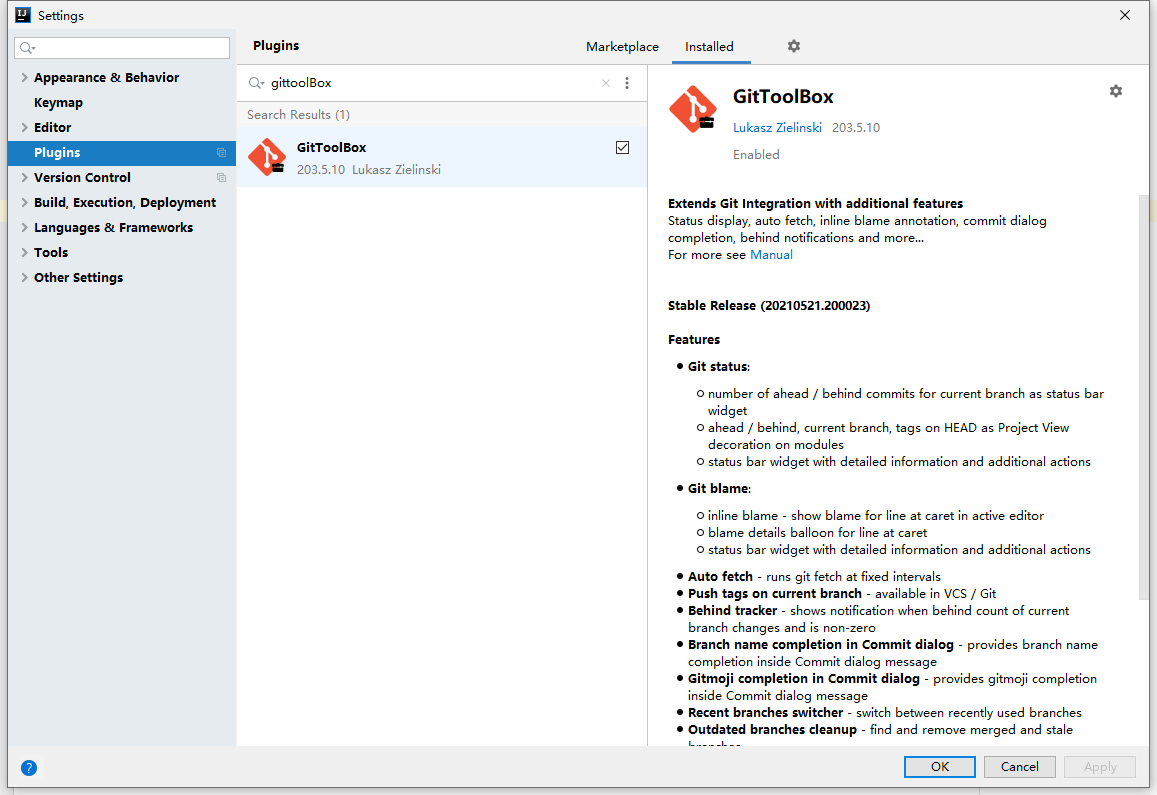 Settings
Plugins
Marketplace
Installed
Appearance & Behavior
Keymap
Editor
Plugins
Version Control
Build, Execution, Deployment
Languages & Frameworks
Tools
Other Settings
gittoolBox
Search Results (1)
GitToolBox
203.5.10 Lukasz Zielinski
GitToolBox
Lukasz Zielinski 203.5.10
Enabled
Extends Git Integration with additional features
Status display, auto fetch, inline blame annotation, commit dialog
completion, behind notifications and more...
For more see Manual
Stable Release (20210521.200023)
Features
Git status:
number of ahead / behind commits for current branch as status bar
widget
ahead / behind, current branch, tags on HEAD as Project View
decoration on modules
status bar widget with detailed information and additional actions
Git blame:
inline blame - show blame for line at caret in active editor
blame details balloon for line at caret
status bar widget with detailed information and additional actions
Auto fetch - runs git fetch at fixed intervals
Push tags on current branch - available in VCS / Git
Behind tracker - shows notification when behind count of current
branch changes and is non-zero
Branch name completion in Commit dialog - provides branch name
completion inside Commit dialog message
Gitmoji completion in Commit dialog - provides gitmoji completion
inside Commit dialog message
Recent branches switcher - switch between recently used branches
Outdated branches cleanup - find and remove merged and stale
branches
?
OK
Cancel
Apply